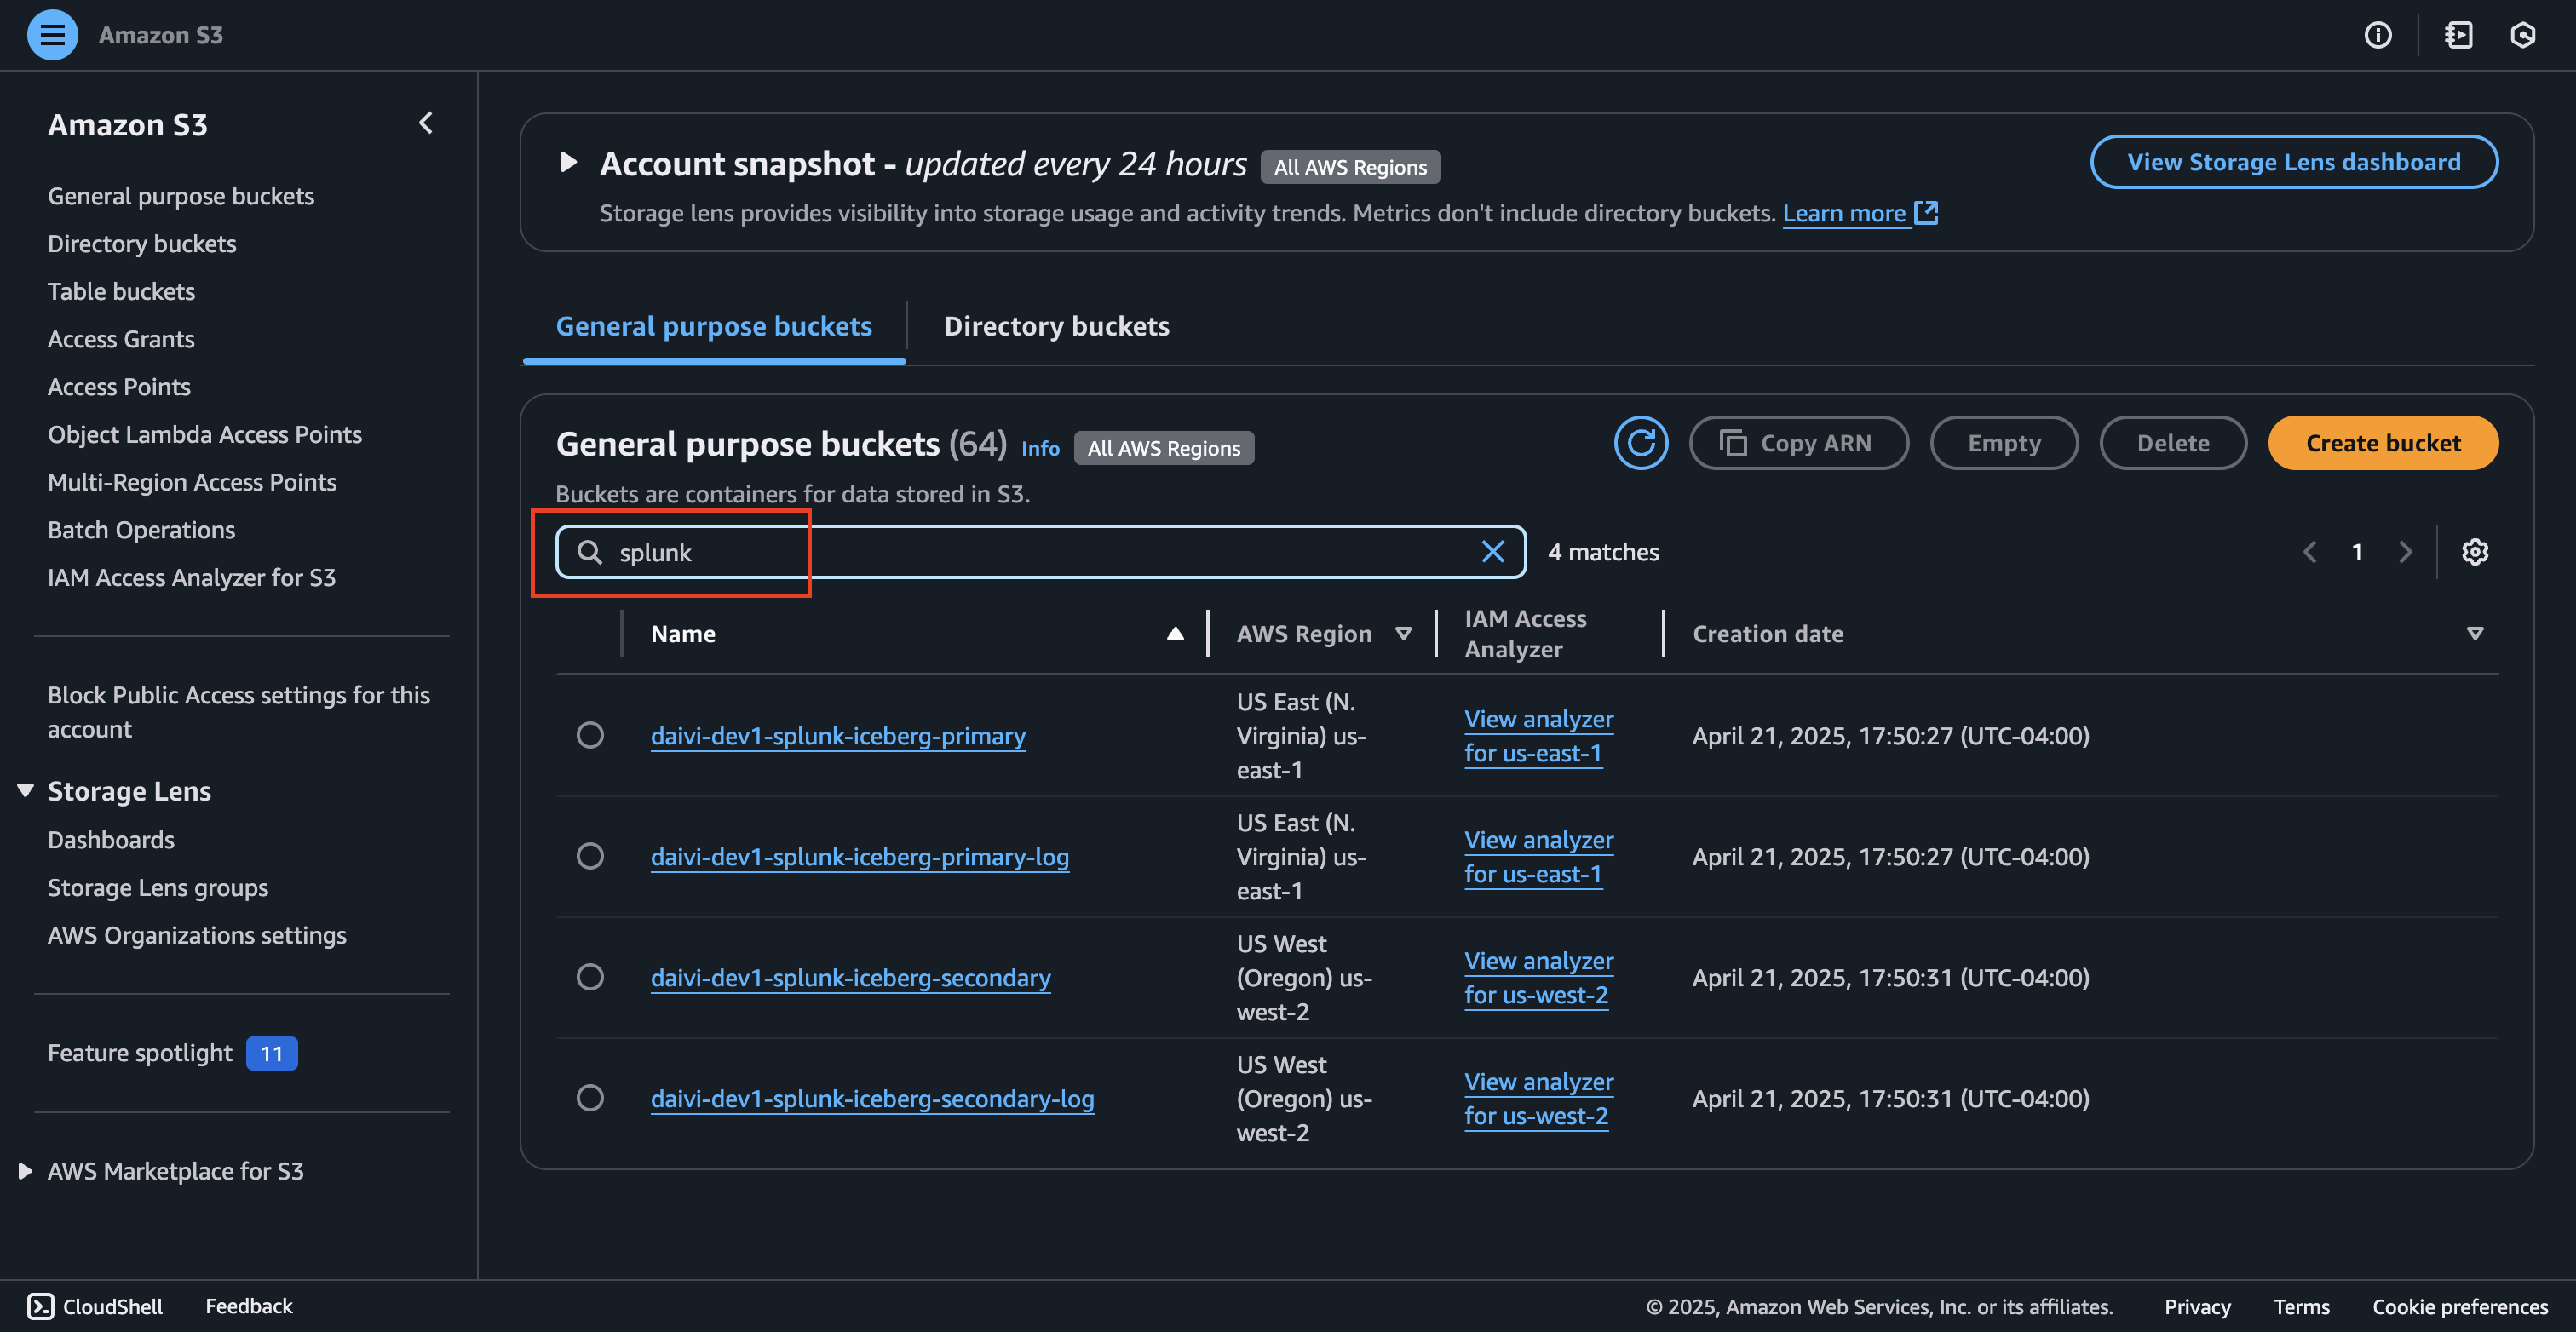 Amazon S3
Amazon S3
General purpose buckets
Directory buckets
Table buckets
Access Grants
Access Points
Object Lambda Access Points
Multi-Region Access Points
Batch Operations
IAM Access Analyzer for S3
Block Public Access settings for this
account
Storage Lens
Dashboards
Storage Lens groups
AWS Organizations settings
Feature spotlight 11
AWS Marketplace for S3
Account snapshot - updated every 24 hours All AWS Regions
View Storage Lens dashboard
Storage lens provides visibility into storage usage and activity trends. Metrics don't include directory buckets. Learn more
General purpose buckets Directory buckets
General purpose buckets (64) Info All AWS Regions
Copy ARN Empty Delete Create bucket
Buckets are containers for data stored in S3.
splunk 4 matches 1
Name AWS Region IAM Access
Analyzer Creation date
daivi-dev1-splunk-iceberg-primary
US East (N.
Virginia) us-
east-1
View analyzer
for us-east-1
April 21, 2025, 17:50:27 (UTC-04:00)
daivi-dev1-splunk-iceberg-primary-log
US East (N.
Virginia) us-
east-1
View analyzer
for us-east-1
April 21, 2025, 17:50:27 (UTC-04:00)
daivi-dev1-splunk-iceberg-secondary
US West
(Oregon) us-
west-2
View analyzer
for us-west-2
April 21, 2025, 17:50:31 (UTC-04:00)
daivi-dev1-splunk-iceberg-secondary-log
US West
(Oregon) us-
west-2
View analyzer
for us-west-2
April 21, 2025, 17:50:31 (UTC-04:00)
CloudShell Feedback © 2025, Amazon Web Services, Inc. or its affiliates. Privacy Terms Cookie preferences